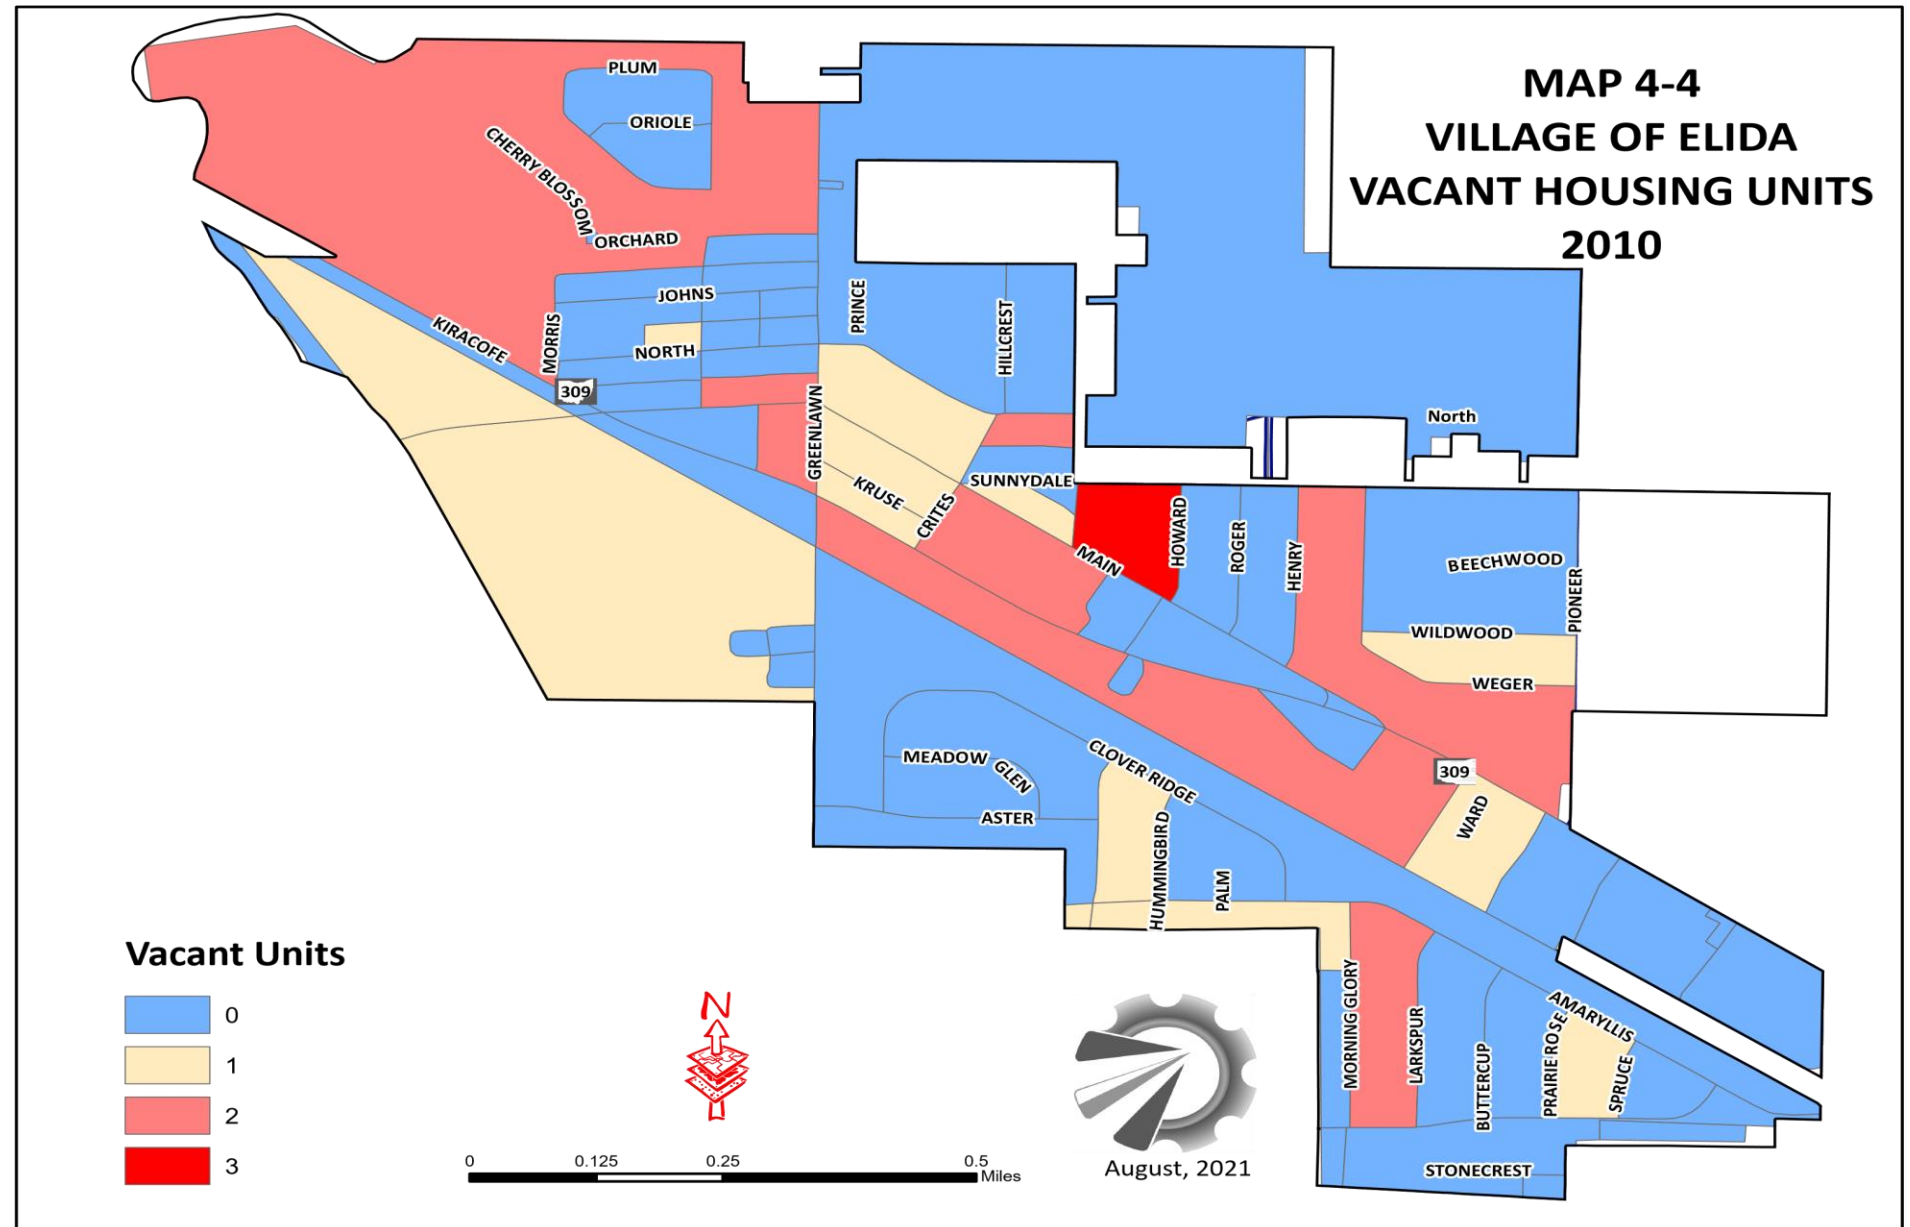 MAP 4-4
VILLAGE OF ELIDA
VACANT HOUSING UNITS
2010
PLUM
ORIOLE
CHERRY BLOSSOM
ORCHARD
JOHNS
PRINCE
HILLCREST
KIRACOFE
MORRIS
NORTH
309
GREENLAWN
North
KRUSE
CRITES
SUNNYDALE
MAIN
HOWARD
ROGER
HENRY
BEECHWOOD
PIONEER
WILDWOOD
WEGER
MEADOW GLEN
CLOVER RIDGE
309
ASTER
HUMMINGBIRD
WARD
PALM
MORNING GLORY
LARKSPUR
BUTTERCUP
PRAIRIE ROSE
AMARYLLIS
SPRUCE
STONECREST
Vacant Units
0
1
2
3
N
0 0.125 0.25 0.5
Miles
August, 2021